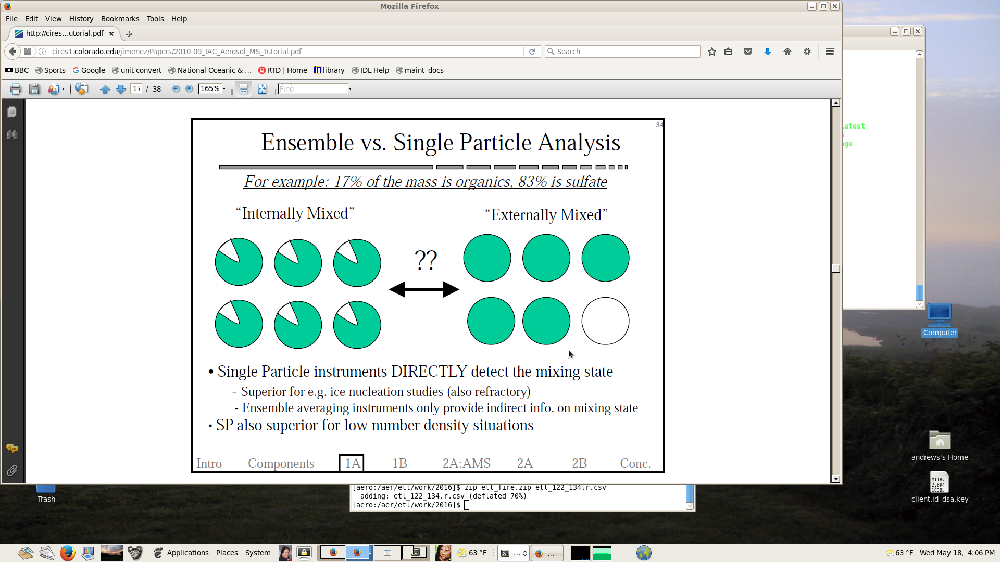 Mozilla Firefox
File Edit View History Bookmarks Tools Help
http://cires...utorial.pdf
cires1.colorado.edu/jimenez/Papers/2010-09_IAC_Aerosol_MS_Tutorial.pdf
Search
BBC Sports Google unit convert National Oceanic & ... RTD | Home library IDL Help maint_docs
17 / 38 165% Find
34
Ensemble vs. Single Particle Analysis
For example: 17% of the mass is organics, 83% is sulfate
“Internally Mixed”
“Externally Mixed”
??
• Single Particle instruments DIRECTLY detect the mixing state
- Superior for e.g. ice nucleation studies (also refractory)
- Ensemble averaging instruments only provide indirect info. on mixing state
• SP also superior for low number density situations
Intro Components 1A 1B 2A:AMS 2A 2B Conc.
Computer
andrews's Home
MIIBv
2y8P4
1C3BL
client.id_dsa.key
Trash
[aero:/aer/etl/work/2016]$ zip etl_fire.zip etl_122_134.r.csv
adding: etl_122_134.r.csv (deflated 70%)
[aero:/aer/etl/work/2016]$
Applications Places System 63 °F ... ... 63 °F Wed May 18, 4:06 PM